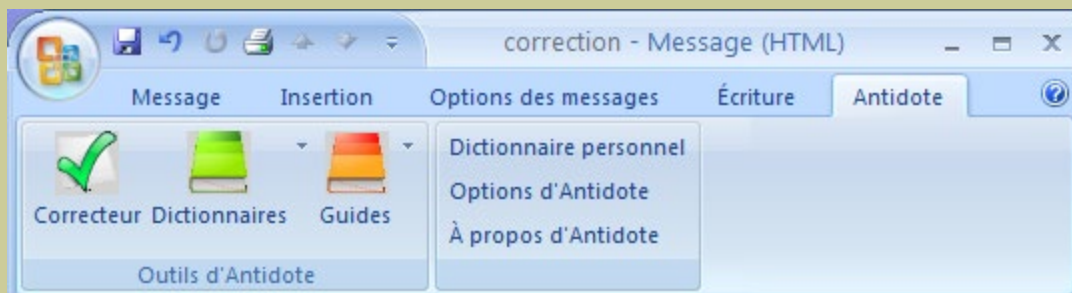 correction - Message (HTML)
Message Insertion Options des messages Écriture Antidote
Correcteur Dictionnaires Guides
Outils d'Antidote
Dictionnaire personnel
Options d'Antidote
À propos d'Antidote